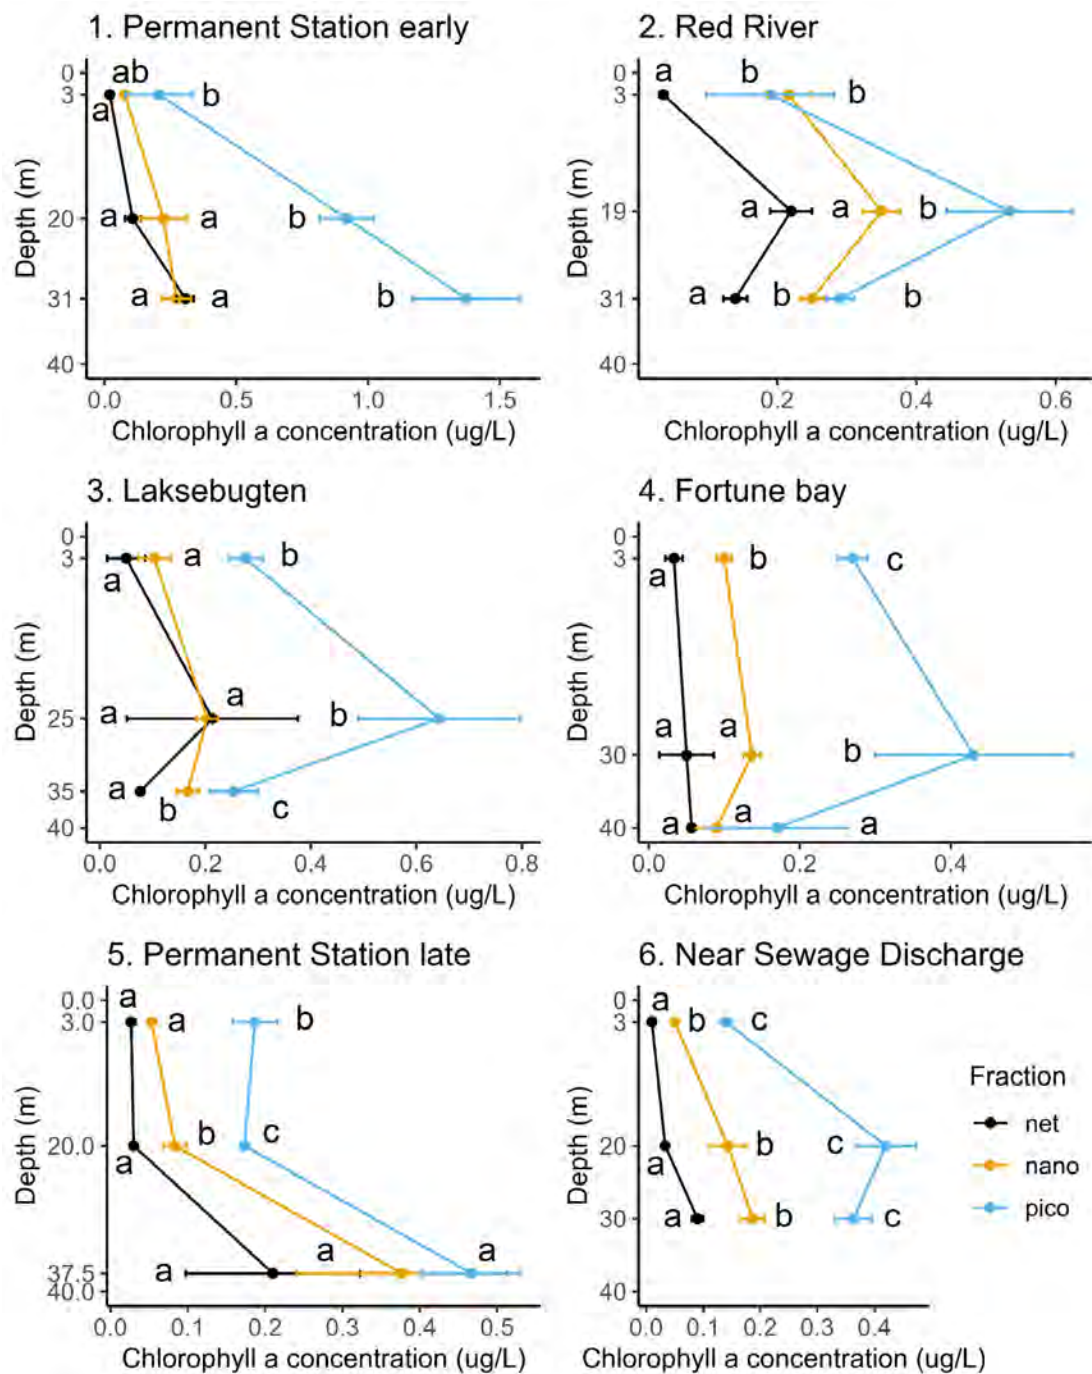 1. Permanent Station early
2. Red River
0
3
20
31
40
Depth (m)
a
ab
b
a
a
b
a
a
b
0.0
0.5
1.0
1.5
Chlorophyll a concentration (ug/L)
0
3
19
31
40
Depth (m)
a
b
b
a
a
b
a
b
b
0.2
0.4
0.6
Chlorophyll a concentration (ug/L)
3. Laksebugten
4. Fortune bay
0
3
25
35
40
Depth (m)
a
a
b
a
a
b
a
b
c
0.0
0.2
0.4
0.6
0.8
Chlorophyll a concentration (ug/L)
0
3
30
40
Depth (m)
a
b
c
a
a
b
a
a
a
0.0
0.2
0.4
Chlorophyll a concentration (ug/L)
5. Permanent Station late
6. Near Sewage Discharge
0.0
3.0
20.0
37.5
40.0
Depth (m)
a
a
b
a
b
c
a
a
a
0.0
0.1
0.2
0.3
0.4
0.5
Chlorophyll a concentration (ug/L)
0
3
20
30
40
Depth (m)
a
b
c
a
b
c
a
b
c
0.0
0.1
0.2
0.4
Chlorophyll a concentration (ug/L)
Fraction
net
nano
pico